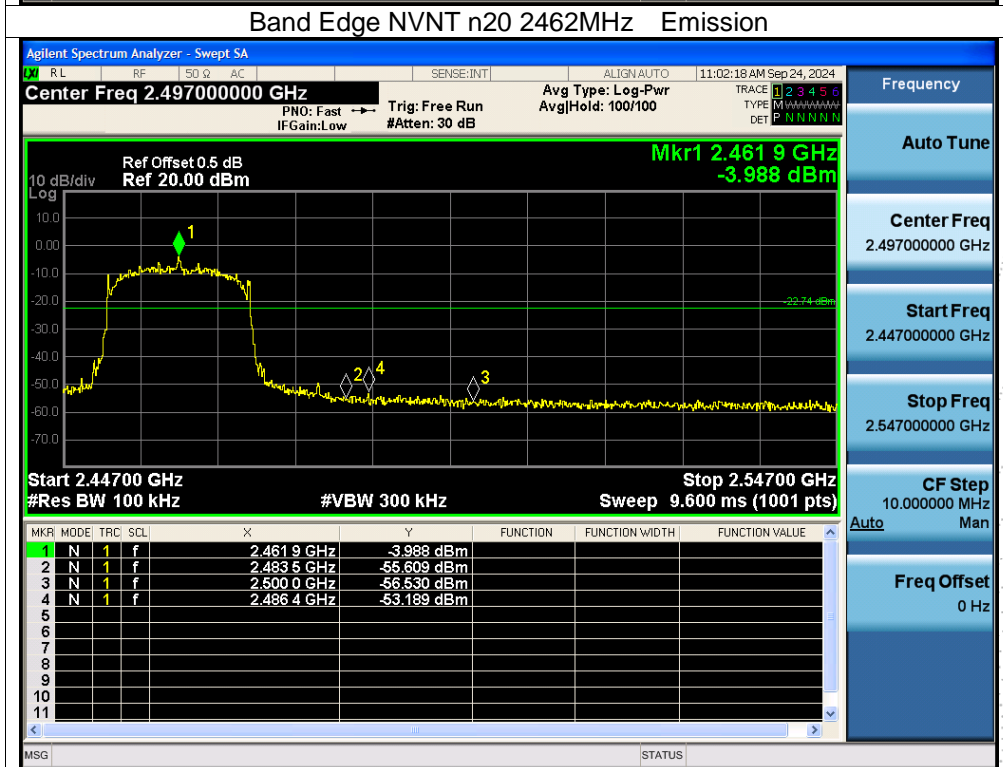 Band Edge NVNT n20 2462MHz Emission
Agilent Spectrum Analyzer - Swept SA
LXI RL RF 50 Ω AC SENSE:INT ALIGN AUTO 11:02:18 AM Sep 24, 2024
Center Freq 2.497000000 GHz Avg Type: Log-Pwr TRACE 1 2 3 4 5 6
PNO: Fast Trig: Free Run Avg|Hold: 100/100 TYPE M
IFGain:Low #Atten: 30 dB DET P N N N N N
Frequency
Auto Tune
Mkr1 2.461 9 GHz
-3.988 dBm
Ref Offset 0.5 dB
10 dB/div Ref 20.00 dBm
Log
10.0
0.00
-10.0
-20.0
-30.0
-40.0
-50.0
-60.0
-70.0
1
-22.74 dBm
2
4
3
Start 2.44700 GHz Stop 2.54700 GHz
#Res BW 100 kHz #VBW 300 kHz Sweep 9.600 ms (1001 pts)
MKR MODE TRC SCL X Y FUNCTION FUNCTION WIDTH FUNCTION VALUE
1 N 1 f 2.461 9 GHz -3.988 dBm
2 N 1 f 2.483 5 GHz -55.609 dBm
3 N 1 f 2.500 0 GHz -56.530 dBm
4 N 1 f 2.486 4 GHz -53.189 dBm
5
6
7
8
9
10
11
Center Freq
2.497000000 GHz
Start Freq
2.447000000 GHz
Stop Freq
2.547000000 GHz
CF Step
10.000000 MHz
Auto Man
Freq Offset
0 Hz
MSG STATUS